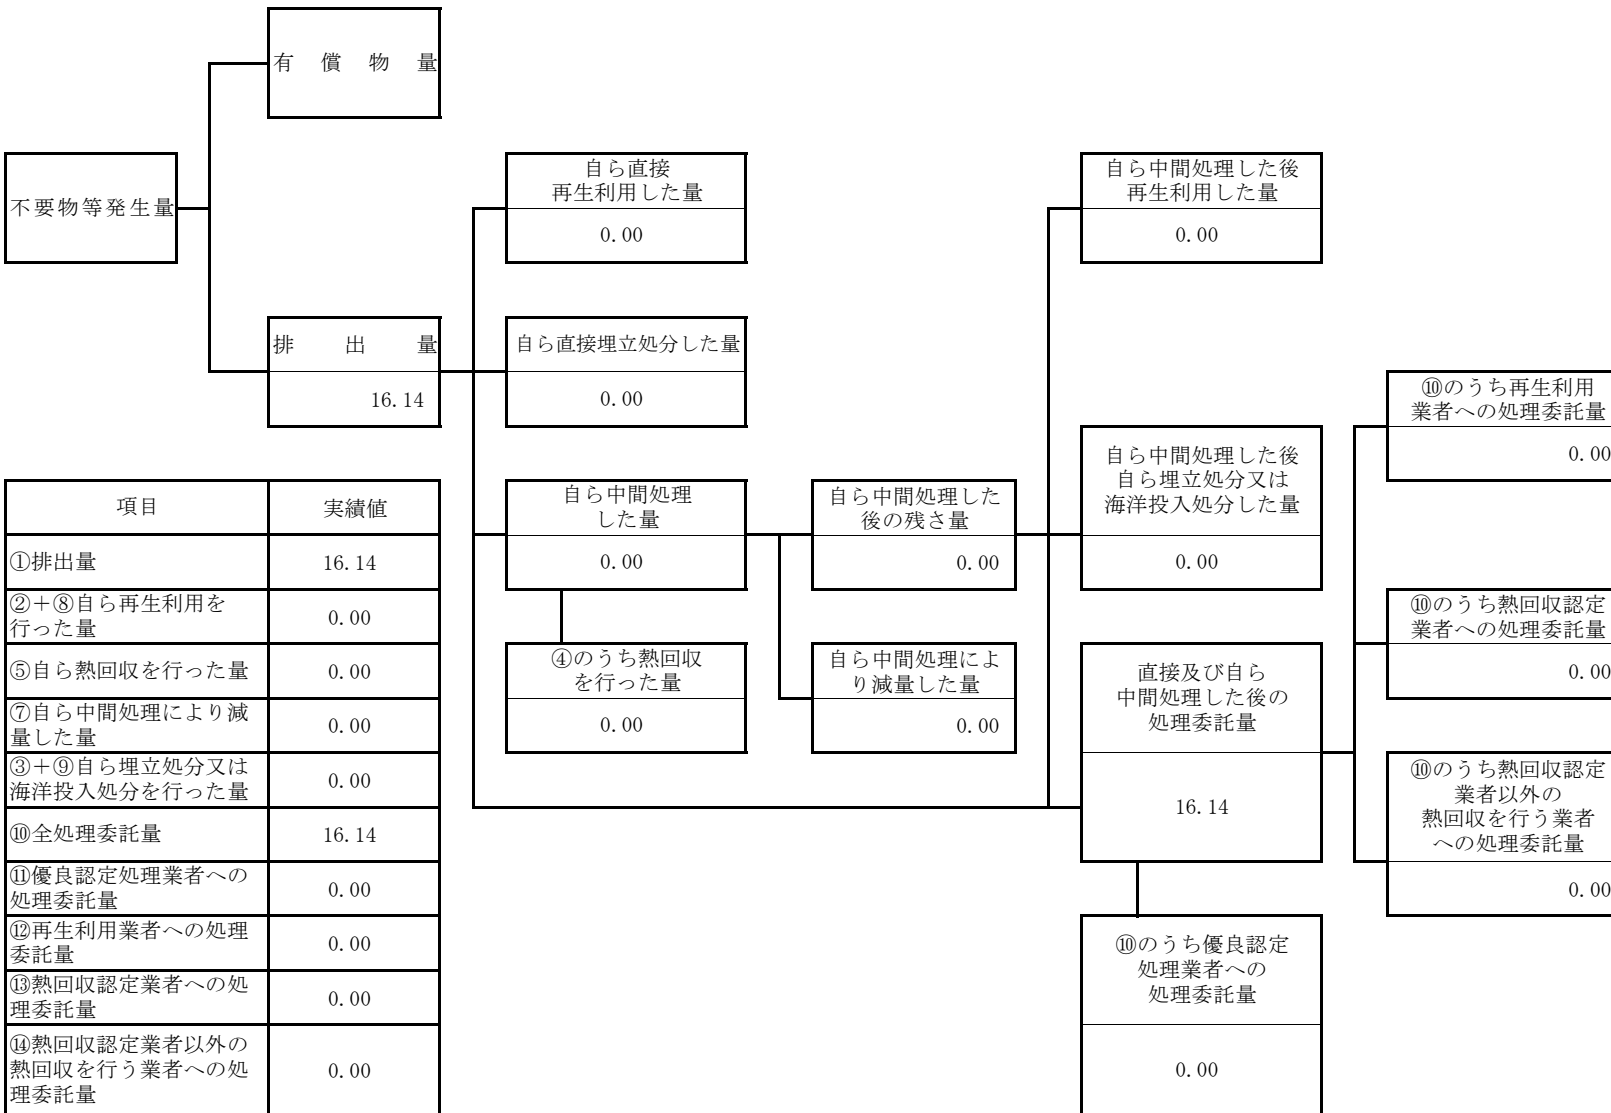 有償物量
不要物等発生量
自ら直接
再生利用した量
0.00
自ら中間処理した後
再生利用した量
0.00
排出量
16.14
自ら直接埋立処分した量
0.00
⑩のうち再生利用
業者への処理委託量
0.00
自ら中間処理
した量
0.00
自ら中間処理した
後の残さ量
0.00
自ら中間処理した後
自ら埋立処分又は
海洋投入処分した量
0.00
⑩のうち熱回収認定
業者への処理委託量
0.00
④のうち熱回収
を行った量
0.00
自ら中間処理によ
り減量した量
0.00
直接及び自ら
中間処理した後の
処理委託量
16.14
⑩のうち熱回収認定
業者以外の
熱回収を行う業者
への処理委託量
0.00
⑩のうち優良認定
処理業者への
処理委託量
0.00
項目 実績値
①排出量 16.14
②＋⑧自ら再生利用を
行った量 0.00
⑤自ら熱回収を行った量 0.00
⑦自ら中間処理により減
量した量 0.00
③＋⑨自ら埋立処分又は
海洋投入処分を行った量 0.00
⑩全処理委託量 16.14
⑪優良認定処理業者への
処理委託量 0.00
⑫再生利用業者への処理
委託量 0.00
⑬熱回収認定業者への処
理委託量 0.00
⑭熱回収認定業者以外の
熱回収を行う業者への処
理委託量 0.00